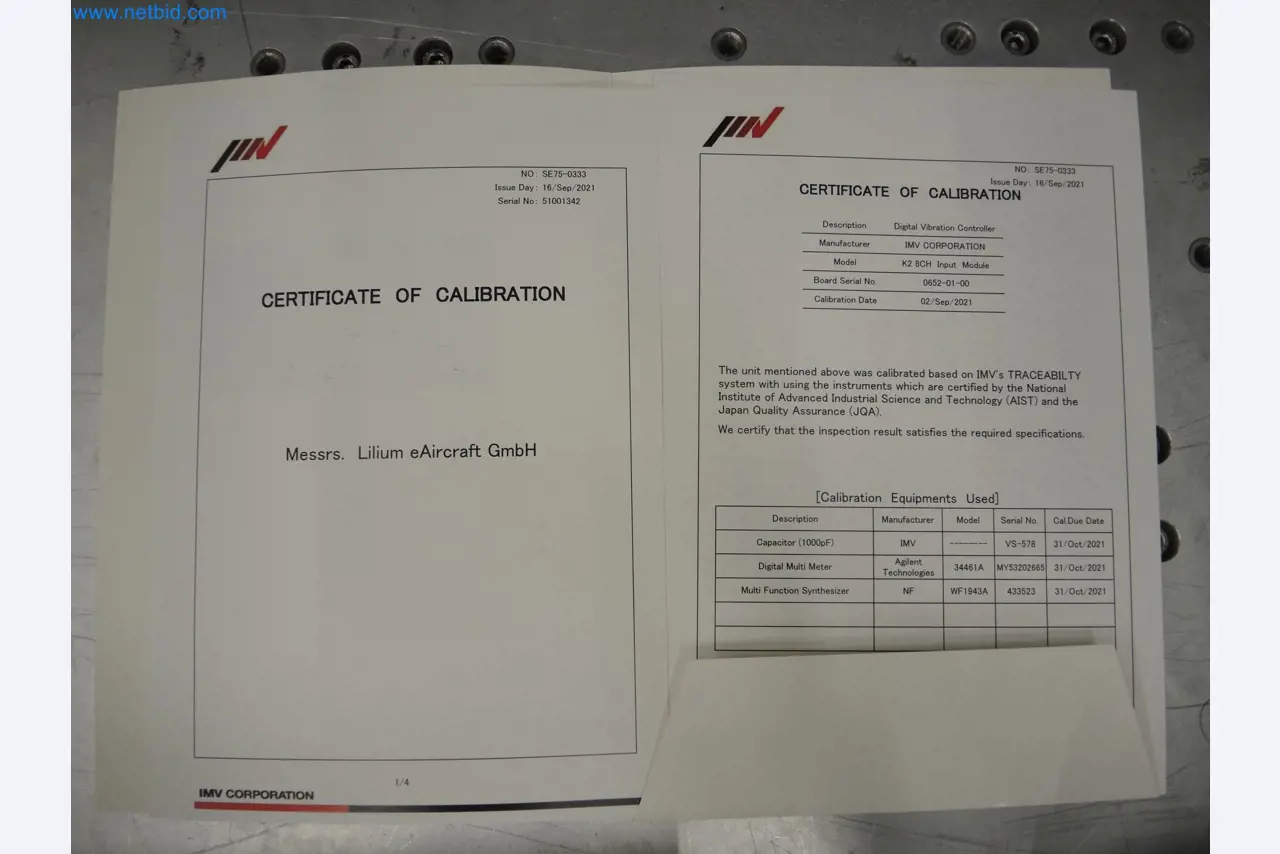 www.netbid.com
IMV
NO: SE75-0333
Issue Day: 16/Sep/2021
Serial No: 51001342
CERTIFICATE OF CALIBRATION
Messrs. Lilium eAircraft GmbH
1/4
IMV CORPORATION
IMV
NO: SE75-0333
Issue Day: 16/Sep/2021
CERTIFICATE OF CALIBRATION
Description Digital Vibration Controller
Manufacturer IMV CORPORATION
Model K2 8CH Input Module
Board Serial No. 0652-01-00
Calibration Date 02/Sep/2021
The unit mentioned above was calibrated based on IMV's TRACEABILTY
system with using the instruments which are certified by the National
Institute of Advanced Industrial Science and Technology (AIST) and the
Japan Quality Assurance (JQA).
We certify that the inspection result satisfies the required specifications.
[Calibration Equipments Used]
Description Manufacturer Model Serial No. Cal.Due Date
Capacitor (1000pF) IMV -------- VS-578 31/Oct/2021
Digital Multi Meter Agilent Technologies 34461A MY53202665 31/Oct/2021
Multi Function Synthesizer NF WF1943A 433523 31/Oct/2021